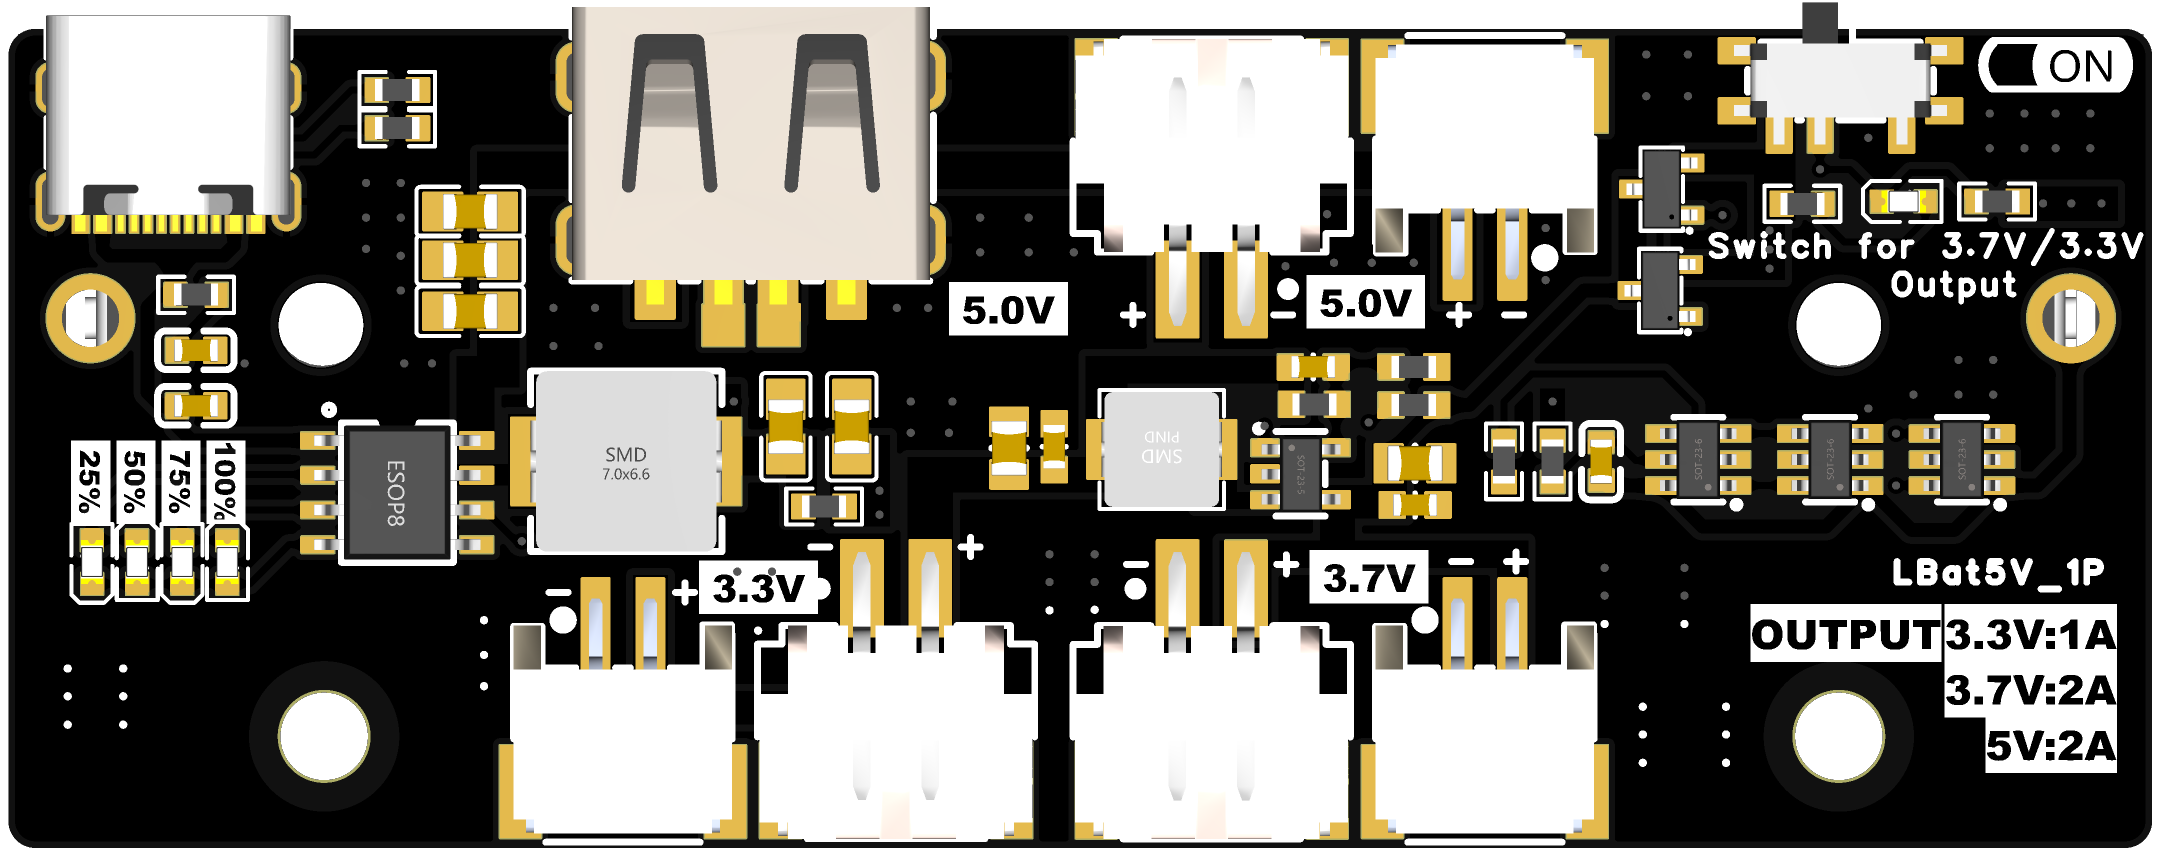 ON
Switch for 3.7V/3.3V
Output
5.0V
+ −
5.0V
+ −
25%
50%
75%
100%
ESOP8
SMD
7.0x6.6
SMD
PIND
SOT-23-5
SOT-23-6
SOT-23-6
SOT-23-6
− +
3.3V
− +
− +
3.7V
− +
LBat5V_1P
OUTPUT 3.3V:1A
3.7V:2A
5V:2A